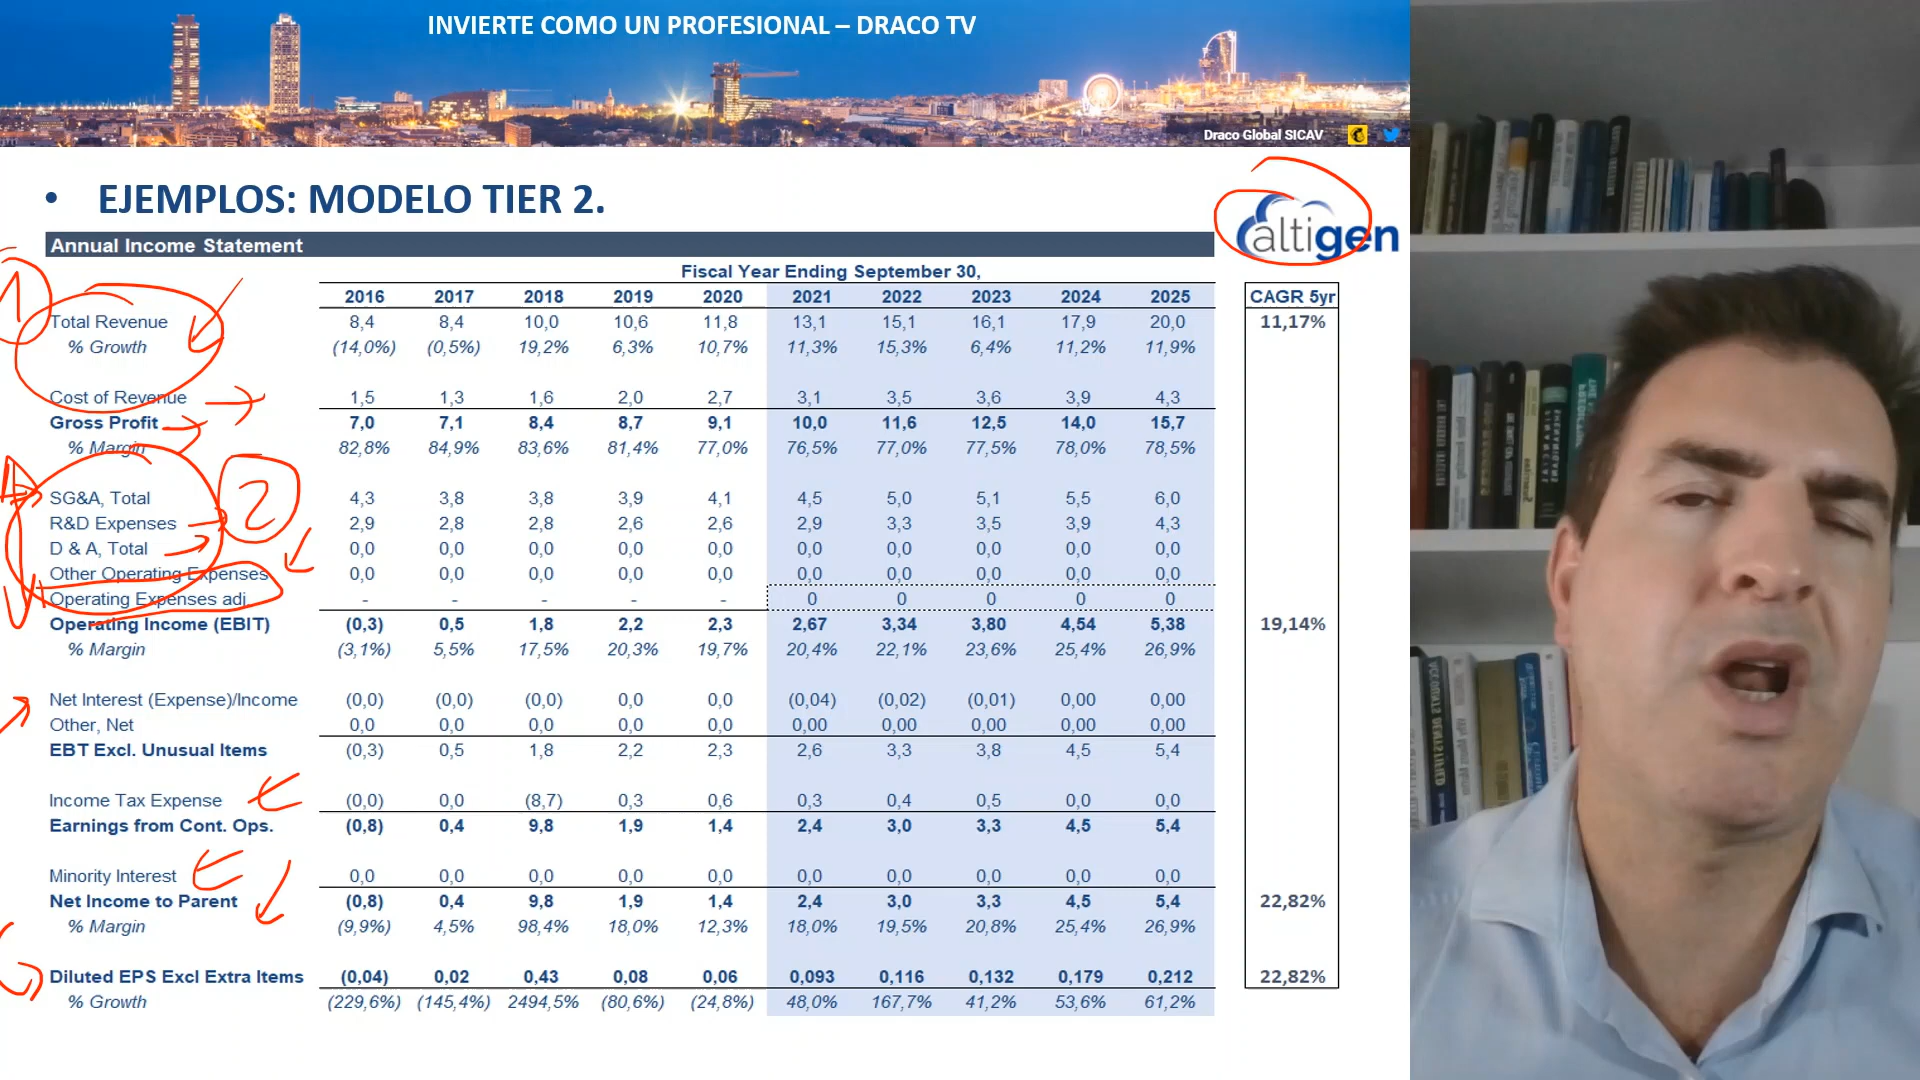 INVIERTE COMO UN PROFESIONAL – DRACO TV
Draco Global SICAV
• EJEMPLOS: MODELO TIER 2.
altigen
Annual Income Statement
Fiscal Year Ending September 30,
2016 2017 2018 2019 2020 2021 2022 2023 2024 2025 CAGR 5yr
1
Total Revenue 8,4 8,4 10,0 10,6 11,8 13,1 15,1 16,1 17,9 20,0 11,17%
% Growth (14,0%) (0,5%) 19,2% 6,3% 10,7% 11,3% 15,3% 6,4% 11,2% 11,9%
Cost of Revenue 1,5 1,3 1,6 2,0 2,7 3,1 3,5 3,6 3,9 4,3
Gross Profit 7,0 7,1 8,4 8,7 9,1 10,0 11,6 12,5 14,0 15,7
% Margin 82,8% 84,9% 83,6% 81,4% 77,0% 76,5% 77,0% 77,5% 78,0% 78,5%
2
SG&A, Total 4,3 3,8 3,8 3,9 4,1 4,5 5,0 5,1 5,5 6,0
R&D Expenses 2,9 2,8 2,8 2,6 2,6 2,9 3,3 3,5 3,9 4,3
D & A, Total 0,0 0,0 0,0 0,0 0,0 0,0 0,0 0,0 0,0 0,0
Other Operating Expenses 0,0 0,0 0,0 0,0 0,0 0,0 0,0 0,0 0,0 0,0
Operating Expenses adj. - - - - - 0 0 0 0 0
Operating Income (EBIT) (0,3) 0,5 1,8 2,2 2,3 2,67 3,34 3,80 4,54 5,38 19,14%
% Margin (3,1%) 5,5% 17,5% 20,3% 19,7% 20,4% 22,1% 23,6% 25,4% 26,9%
Net Interest (Expense)/Income (0,0) (0,0) (0,0) 0,0 0,0 (0,04) (0,02) (0,01) 0,00 0,00
Other, Net 0,0 0,0 0,0 0,0 0,0 0,00 0,00 0,00 0,00 0,00
EBT Excl. Unusual Items (0,3) 0,5 1,8 2,2 2,3 2,6 3,3 3,8 4,5 5,4
Income Tax Expense (0,0) 0,0 (8,7) 0,3 0,6 0,3 0,4 0,5 0,0 0,0
Earnings from Cont. Ops. (0,8) 0,4 9,8 1,9 1,4 2,4 3,0 3,3 4,5 5,4
Minority Interest 0,0 0,0 0,0 0,0 0,0 0,0 0,0 0,0 0,0 0,0
Net Income to Parent (0,8) 0,4 9,8 1,9 1,4 2,4 3,0 3,3 4,5 5,4 22,82%
% Margin (9,9%) 4,5% 98,4% 18,0% 12,3% 18,0% 19,5% 20,8% 25,4% 26,9%
Diluted EPS Excl Extra Items (0,04) 0,02 0,43 0,08 0,06 0,093 0,116 0,132 0,179 0,212 22,82%
% Growth (229,6%) (145,4%) 2494,5% (80,6%) (24,8%) 48,0% 167,7% 41,2% 53,6% 61,2%